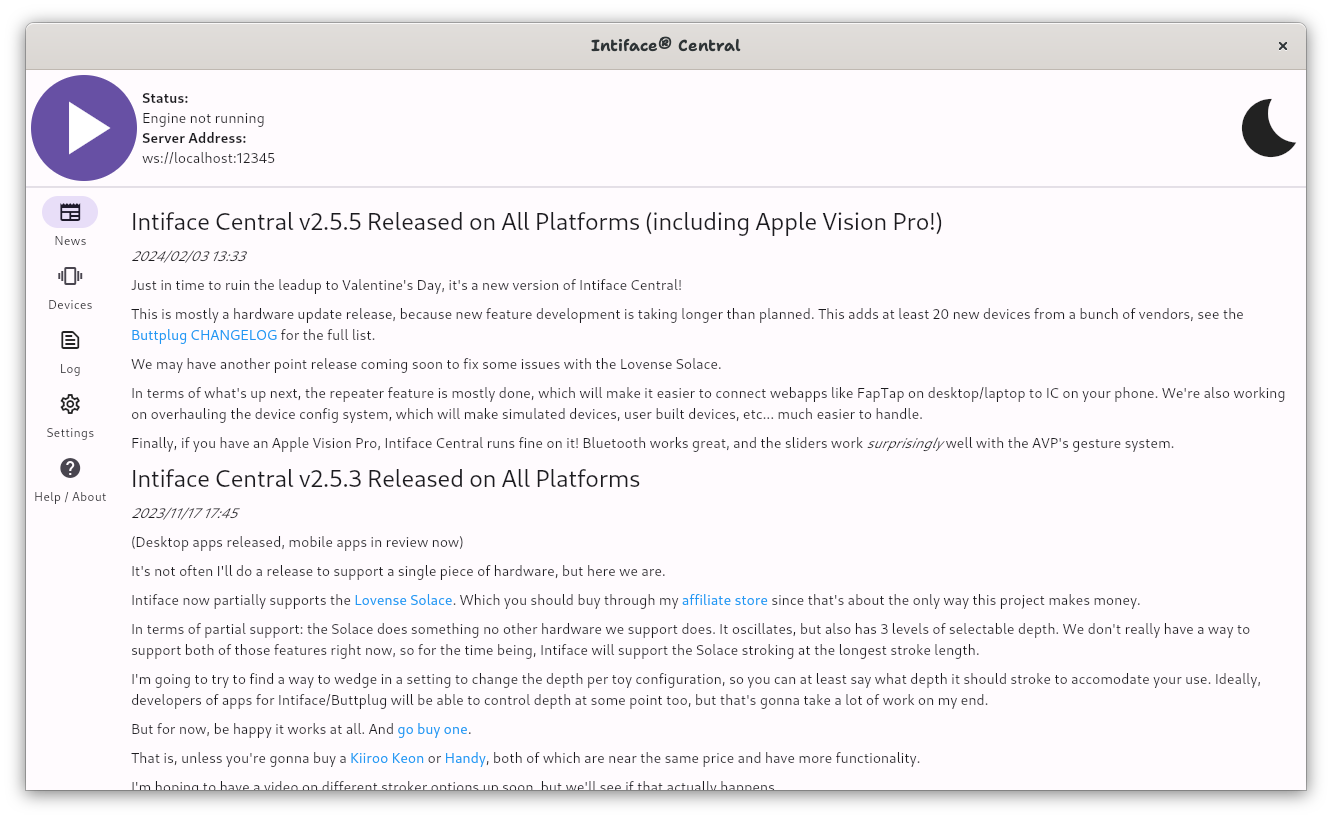 Intiface® Central
Status:
Engine not running
Server Address:
ws://localhost:12345
News
Devices
Log
Settings
Help / About
Intiface Central v2.5.5 Released on All Platforms (including Apple Vision Pro!)
2024/02/03 13:33
Just in time to ruin the leadup to Valentine's Day, it's a new version of Intiface Central!
This is mostly a hardware update release, because new feature development is taking longer than planned. This adds at least 20 new devices from a bunch of vendors, see the
Buttplug CHANGELOG for the full list.
We may have another point release coming soon to fix some issues with the Lovense Solace.
In terms of what's up next, the repeater feature is mostly done, which will make it easier to connect webapps like FapTap on desktop/laptop to IC on your phone. We're also working
on overhauling the device config system, which will make simulated devices, user built devices, etc... much easier to handle.
Finally, if you have an Apple Vision Pro, Intiface Central runs fine on it! Bluetooth works great, and the sliders work surprisingly well with the AVP's gesture system.
Intiface Central v2.5.3 Released on All Platforms
2023/11/17 17:45
(Desktop apps released, mobile apps in review now)
It's not often I'll do a release to support a single piece of hardware, but here we are.
Intiface now partially supports the Lovense Solace. Which you should buy through my affiliate store since that's about the only way this project makes money.
In terms of partial support: the Solace does something no other hardware we support does. It oscillates, but also has 3 levels of selectable depth. We don't really have a way to
support both of those features right now, so for the time being, Intiface will support the Solace stroking at the longest stroke length.
I'm going to try to find a way to wedge in a setting to change the depth per toy configuration, so you can at least say what depth it should stroke to accomodate your use. Ideally,
developers of apps for Intiface/Buttplug will be able to control depth at some point too, but that's gonna take a lot of work on my end.
But for now, be happy it works at all. And go buy one.
That is, unless you're gonna buy a Kiiroo Keon or Handy, both of which are near the same price and have more functionality.
I'm hoping to have a video on different stroker options up soon, but we'll see if that actually happens.